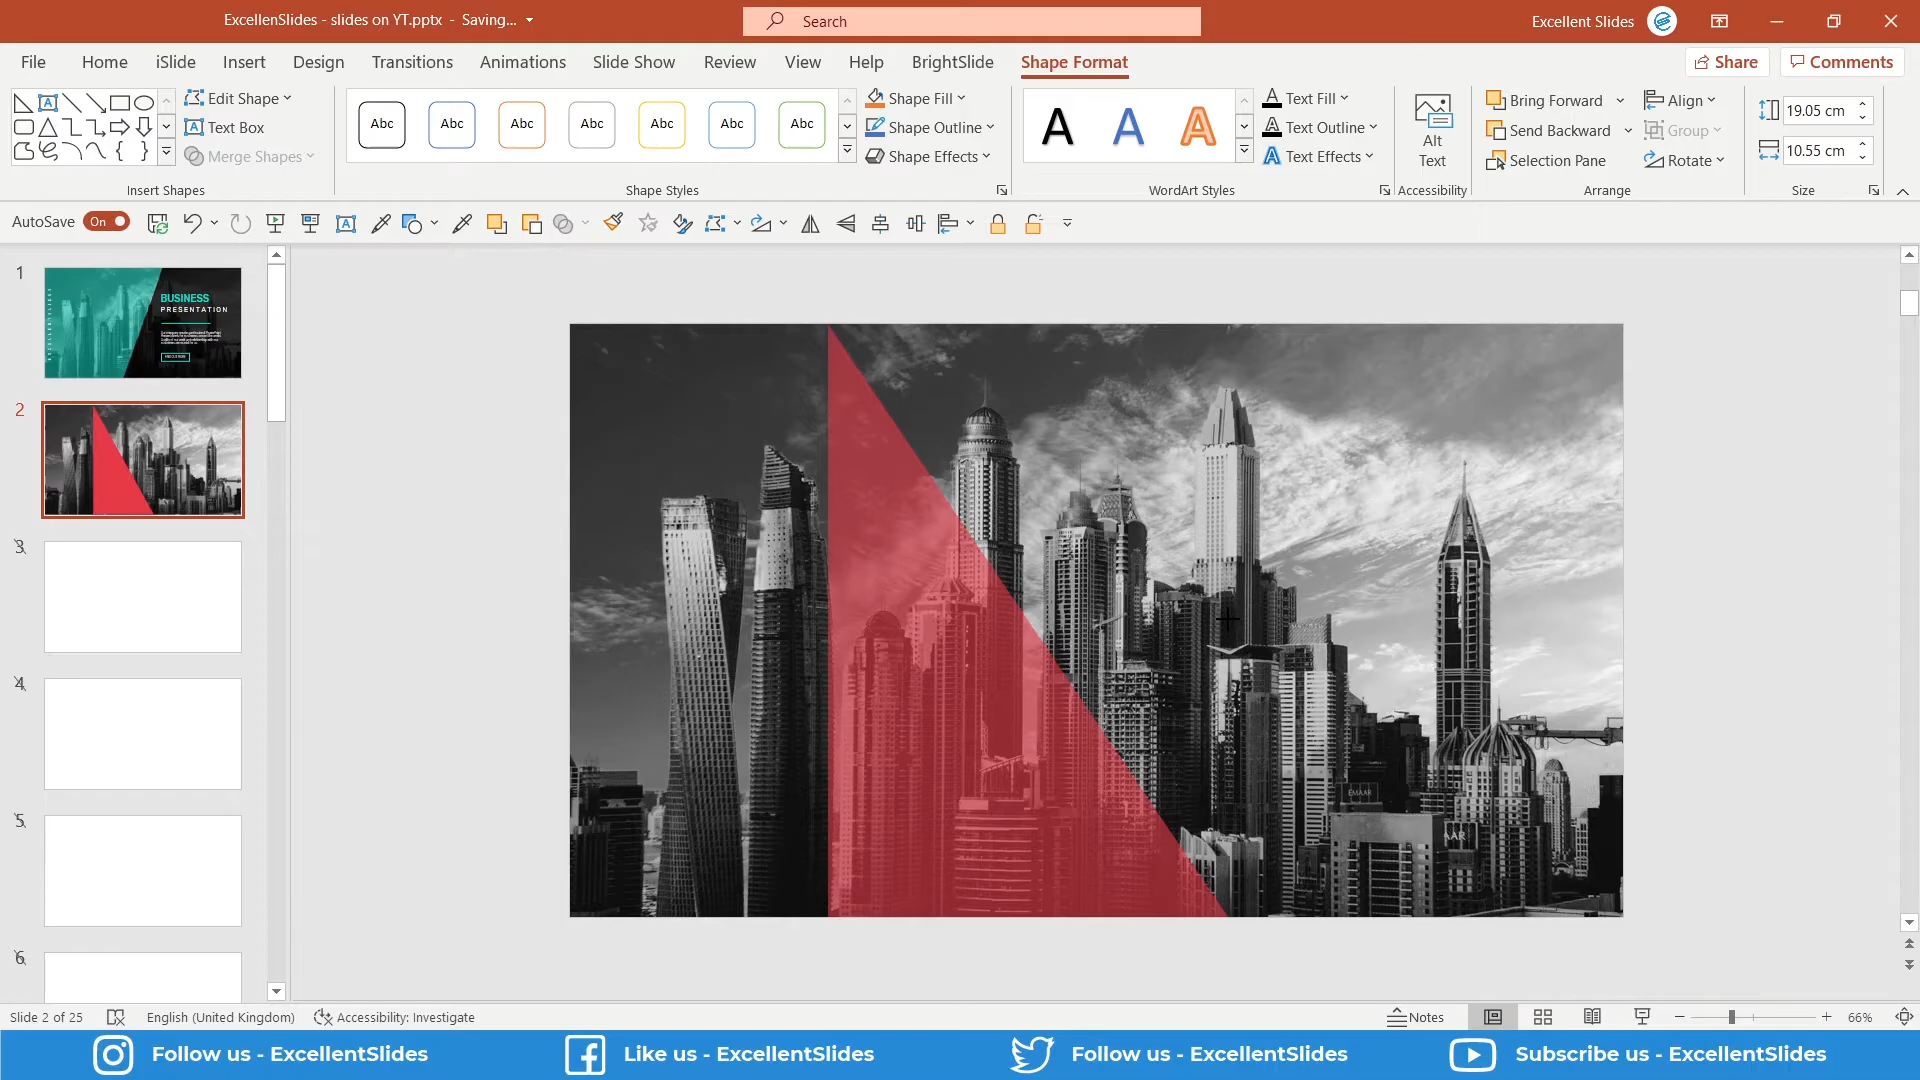 ExcellenSlides - slides on YT.pptx - Saving...
Search
Excellent Slides
File Home iSlide Insert Design Transitions Animations Slide Show Review View Help BrightSlide Shape Format
Share Comments
Edit Shape
Text Box
Merge Shapes
Insert Shapes
Abc Abc Abc Abc Abc Abc Abc
Shape Fill
Shape Outline
Shape Effects
Shape Styles
A A A
Text Fill
Text Outline
Text Effects
WordArt Styles
Alt
Text
Accessibility
Bring Forward
Send Backward
Selection Pane
Align
Group
Rotate
Arrange
19.05 cm
10.55 cm
Size
AutoSave On
1
BUSINESS
PRESENTATION
2
3
4
5
6
EMAAR
Slide 2 of 25 English (United Kingdom) Accessibility: Investigate Notes 66%
Follow us - ExcellentSlides Like us - ExcellentSlides Follow us - ExcellentSlides Subscribe us - ExcellentSlides